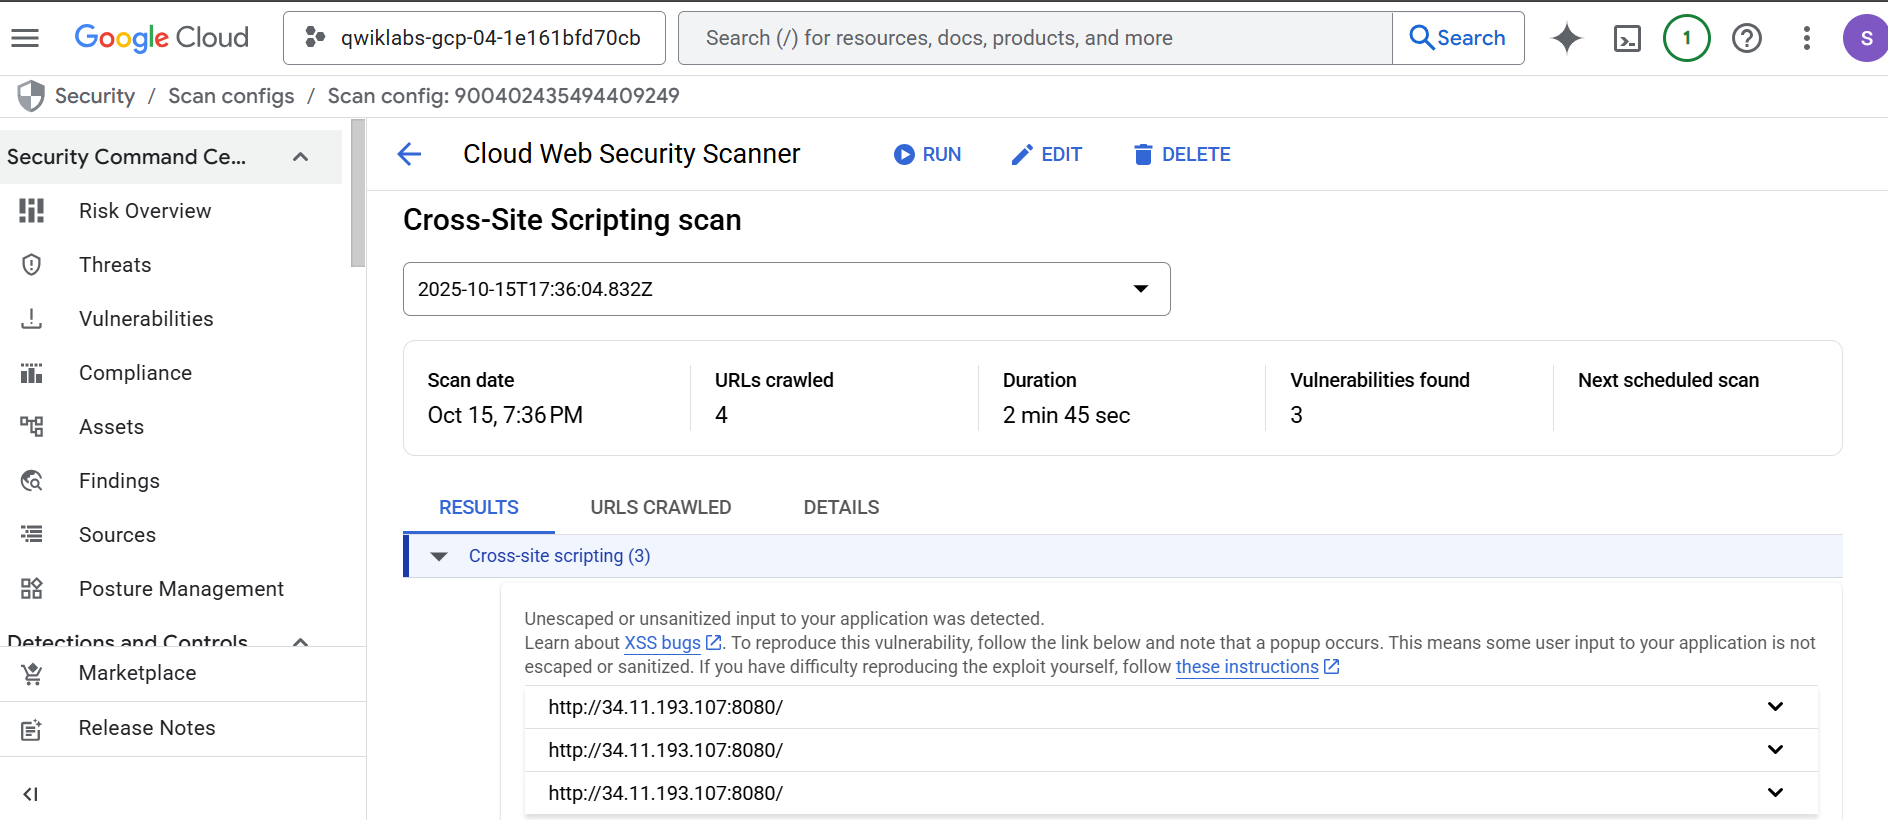 Google Cloud
qwiklabs-gcp-04-1e161bfd70cb
Search (/) for resources, docs, products, and more
Search
1
S
Security / Scan configs / Scan config: 900402435494409249
Security Command Ce...
Risk Overview
Threats
Vulnerabilities
Compliance
Assets
Findings
Sources
Posture Management
Detections and Controls
Marketplace
Release Notes
Cloud Web Security Scanner
RUN
EDIT
DELETE
Cross-Site Scripting scan
2025-10-15T17:36:04.832Z
Scan date
Oct 15, 7:36 PM
URLs crawled
4
Duration
2 min 45 sec
Vulnerabilities found
3
Next scheduled scan
RESULTS
URLS CRAWLED
DETAILS
Cross-site scripting (3)
Unescaped or unsanitized input to your application was detected.
Learn about XSS bugs. To reproduce this vulnerability, follow the link below and note that a popup occurs. This means some user input to your application is not
escaped or sanitized. If you have difficulty reproducing the exploit yourself, follow these instructions
http://34.11.193.107:8080/
http://34.11.193.107:8080/
http://34.11.193.107:8080/